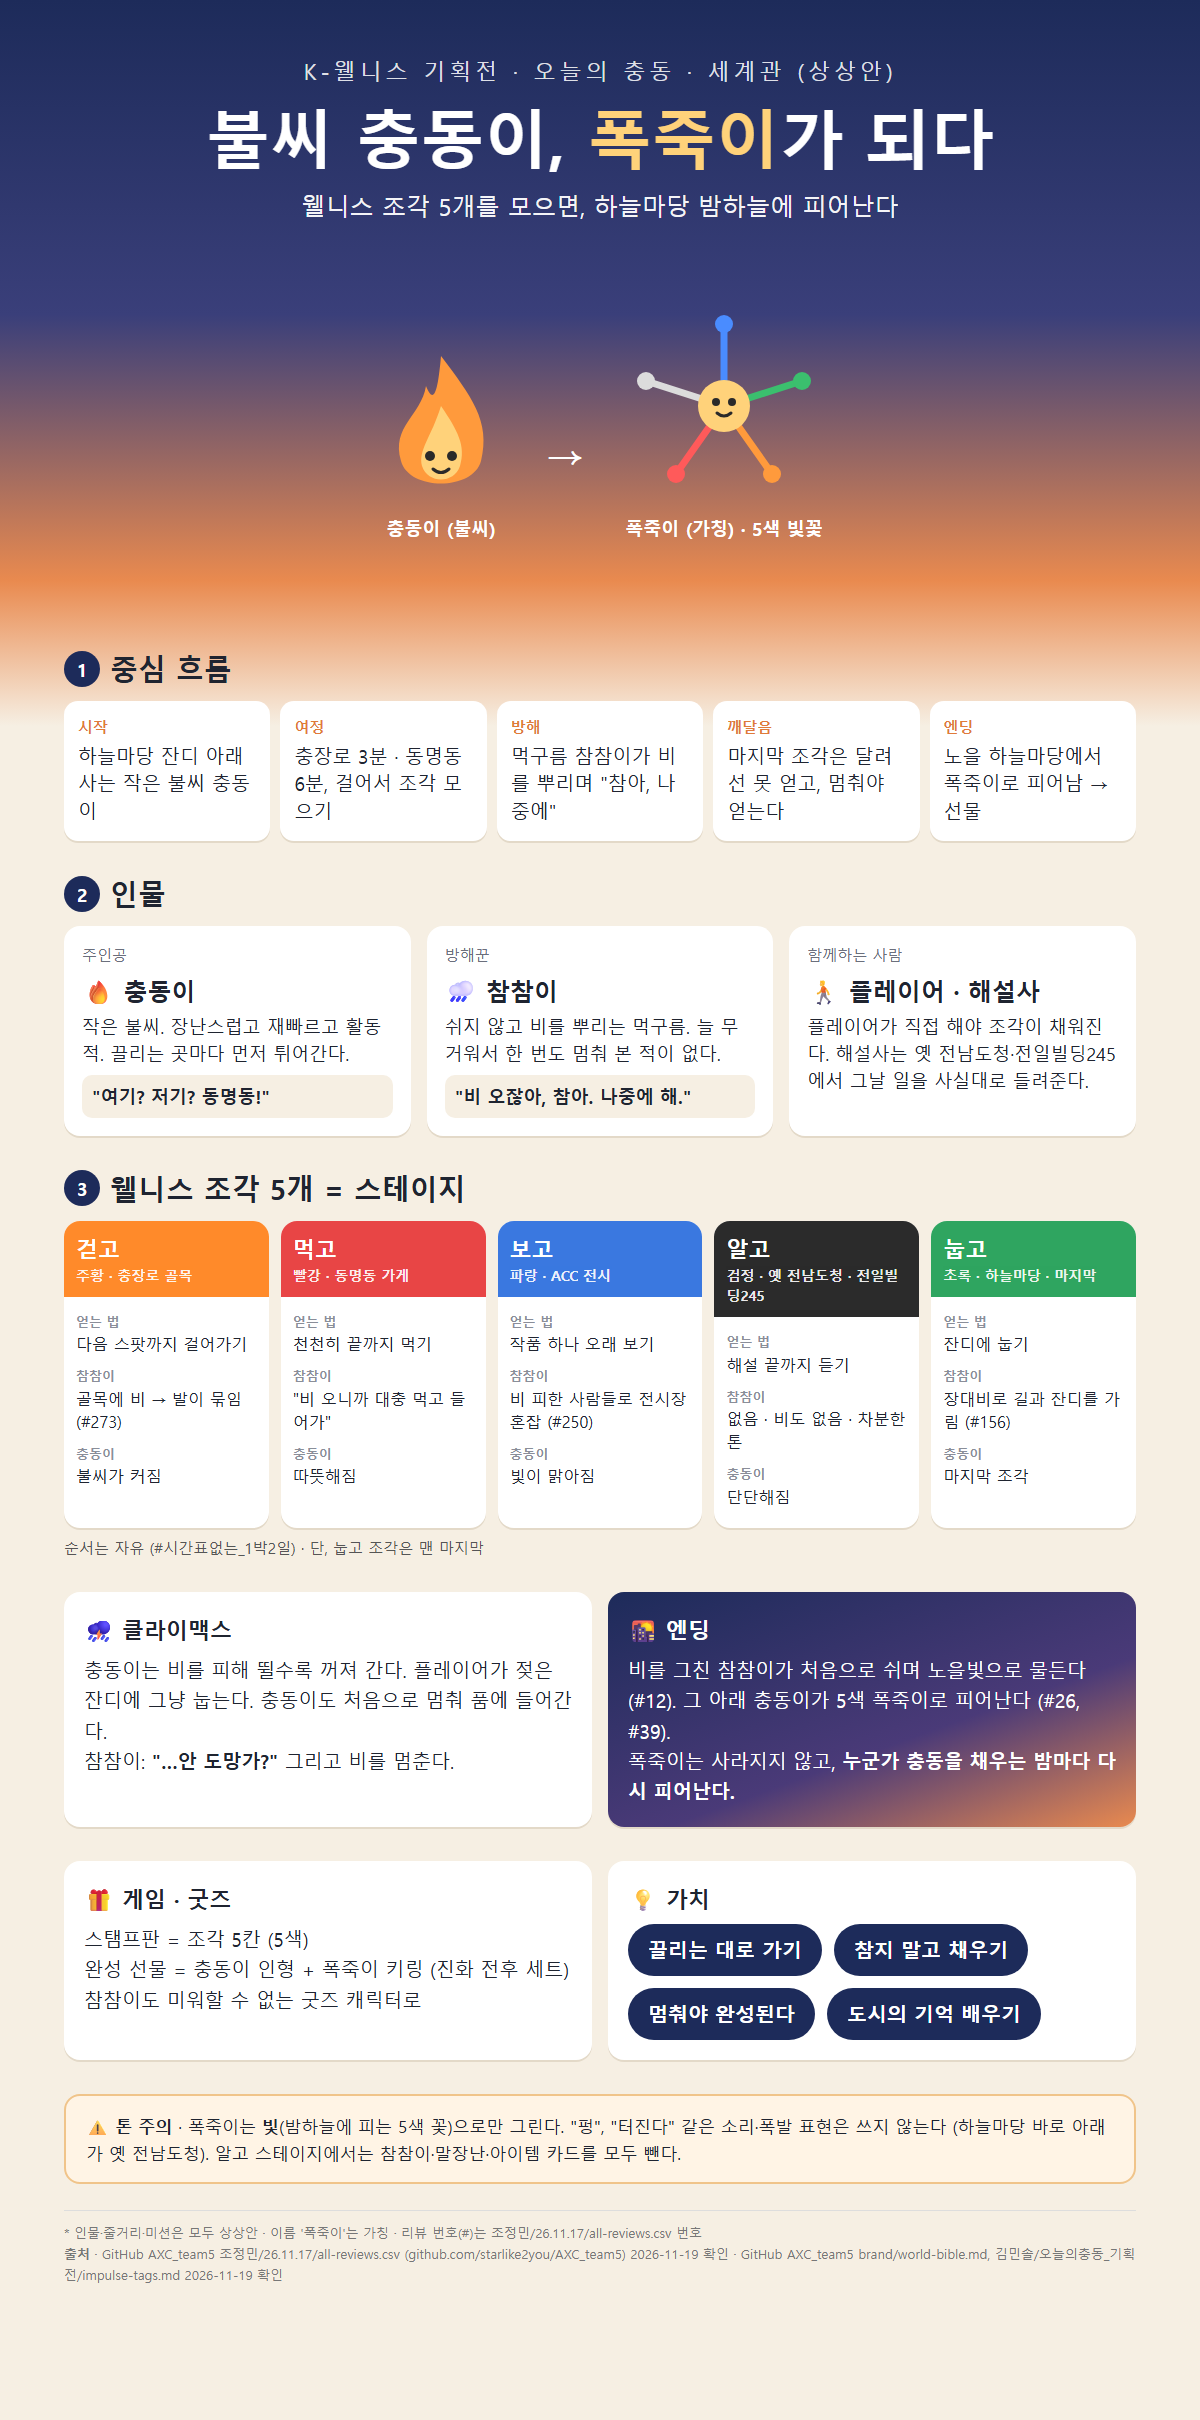 K-웰니스 기획전 · 오늘의 충동 · 세계관 (상상안)
불씨 충동이, 폭죽이가 되다
웰니스 조각 5개를 모으면, 하늘마당 밤하늘에 피어난다
→
충동이 (불씨)
폭죽이 (가칭) · 5색 빛꽃
1 중심 흐름
시작
하늘마당 잔디 아래
사는 작은 불씨 충동
이
여정
충장로 3분 · 동명동
6분, 걸어서 조각 모
으기
방해
먹구름 참참이가 비
를 뿌리며 "참아, 나
중에"
깨달음
마지막 조각은 달려
선 못 얻고, 멈춰야
얻는다
엔딩
노을 하늘마당에서
폭죽이로 피어남 →
선물
2 인물
주인공
충동이
작은 불씨. 장난스럽고 재빠르고 활동
적. 끌리는 곳마다 먼저 튀어간다.
"여기? 저기? 동명동!"
방해꾼
참참이
쉬지 않고 비를 뿌리는 먹구름. 늘 무
거워서 한 번도 멈춰 본 적이 없다.
"비 오잖아, 참아. 나중에 해."
함께하는 사람
플레이어 · 해설사
플레이어가 직접 해야 조각이 채워진
다. 해설사는 옛 전남도청·전일빌딩245
에서 그날 일을 사실대로 들려준다.
3 웰니스 조각 5개 = 스테이지
걷고
주황 · 충장로 골목
얻는 법
다음 스팟까지 걸어가기
참참이
골목에 비 → 발이 묶임
(#273)
충동이
불씨가 커짐
먹고
빨강 · 동명동 가게
얻는 법
천천히 끝까지 먹기
참참이
"비 오니까 대충 먹고 들
어가"
충동이
따뜻해짐
보고
파랑 · ACC 전시
얻는 법
작품 하나 오래 보기
참참이
비 피한 사람들로 전시장
혼잡 (#250)
충동이
빛이 맑아짐
알고
검정 · 옛 전남도청 · 전일빌
딩245
얻는 법
해설 끝까지 듣기
참참이
없음 · 비도 없음 · 차분한
톤
충동이
단단해짐
눕고
초록 · 하늘마당 · 마지막
얻는 법
잔디에 눕기
참참이
장대비로 길과 잔디를 가
림 (#156)
충동이
마지막 조각
순서는 자유 (#시간표없는_1박2일) · 단, 눕고 조각은 맨 마지막
클라이맥스
충동이는 비를 피해 뛸수록 꺼져 간다. 플레이어가 젖은
잔디에 그냥 눕는다. 충동이도 처음으로 멈춰 품에 들어간
다.
참참이: "…안 도망가?" 그리고 비를 멈춘다.
엔딩
비를 그친 참참이가 처음으로 쉬며 노을빛으로 물든다
(#12). 그 아래 충동이가 5색 폭죽이로 피어난다 (#26,
#39).
폭죽이는 사라지지 않고, 누군가 충동을 채우는 밤마다 다
시 피어난다.
게임 · 굿즈
스탬프판 = 조각 5칸 (5색)
완성 선물 = 충동이 인형 + 폭죽이 키링 (진화 전후 세트)
참참이도 미워할 수 없는 굿즈 캐릭터로
가치
끌리는 대로 가기
참지 말고 채우기
멈춰야 완성된다
도시의 기억 배우기
톤 주의 · 폭죽이는 빛(밤하늘에 피는 5색 꽃)으로만 그린다. "펑", "터진다" 같은 소리·폭발 표현은 쓰지 않는다 (하늘마당 바로 아래
가 옛 전남도청). 알고 스테이지에서는 참참이·말장난·아이템 카드를 모두 뺀다.
* 인물·줄거리·미션은 모두 상상안 · 이름 '폭죽이'는 가칭 · 리뷰 번호(#)는 조정민/26.11.17/all-reviews.csv 번호
출처 · GitHub AXC_team5 조정민/26.11.17/all-reviews.csv (github.com/starlike2you/AXC_team5) 2026-11-19 확인 · GitHub AXC_team5 brand/world-bible.md, 김민솔/오늘의충동_기획
전/impulse-tags.md 2026-11-19 확인